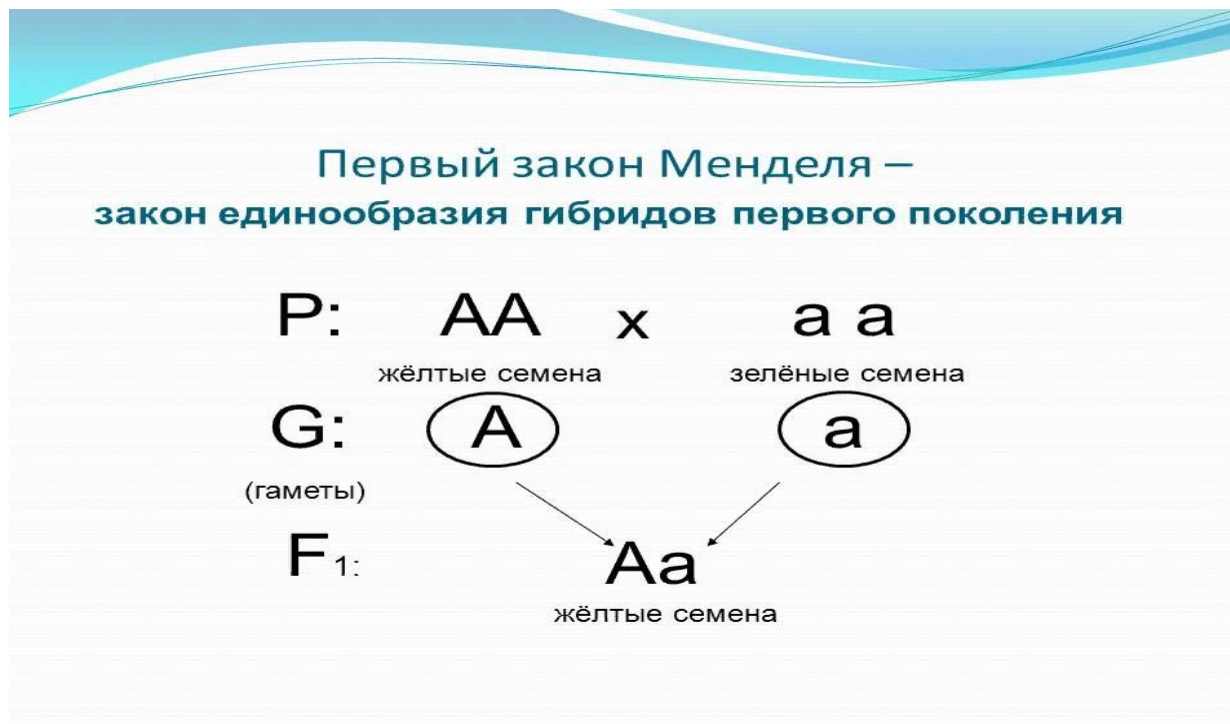 Первый закон Менделя –
закон единообразия гибридов первого поколения
P: AA x a a
жёлтые семена зелёные семена
G: A a
(гаметы)
F1: Aa
жёлтые семена